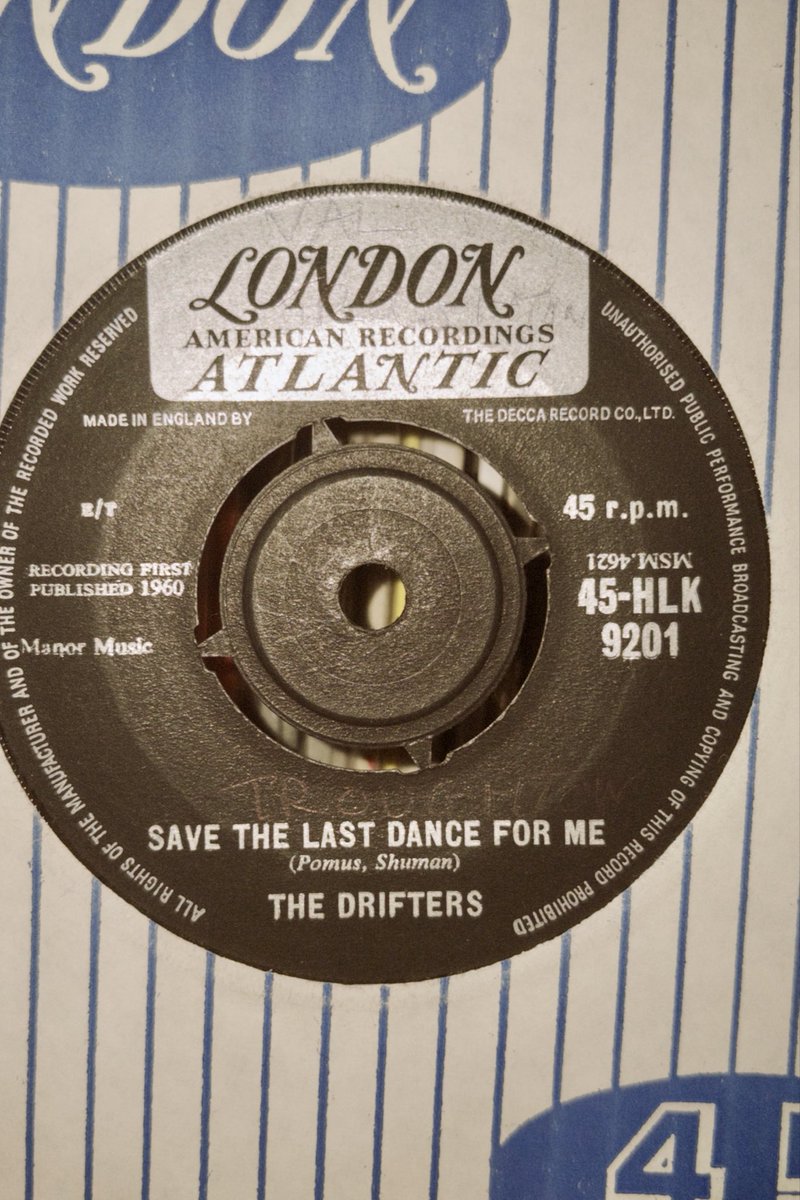 LONDON
LONDON
AMERICAN RECORDINGS
ATLANTIC
MADE IN ENGLAND BY
THE DECCA RECORD CO., LTD.
ALL RIGHTS OF THE MANUFACTURER AND OF THE OWNER OF THE RECORDED WORK RESERVED
UNAUTHORISED PUBLIC PERFORMANCE BROADCASTING AND COPYING OF THIS RECORD PROHIBITED
B/T
45 r.p.m.
RECORDING FIRST
PUBLISHED 1960
MSM.4621
45-HLK
9201
Manor Music
SAVE THE LAST DANCE FOR ME
(Pomus, Shuman)
THE DRIFTERS
45